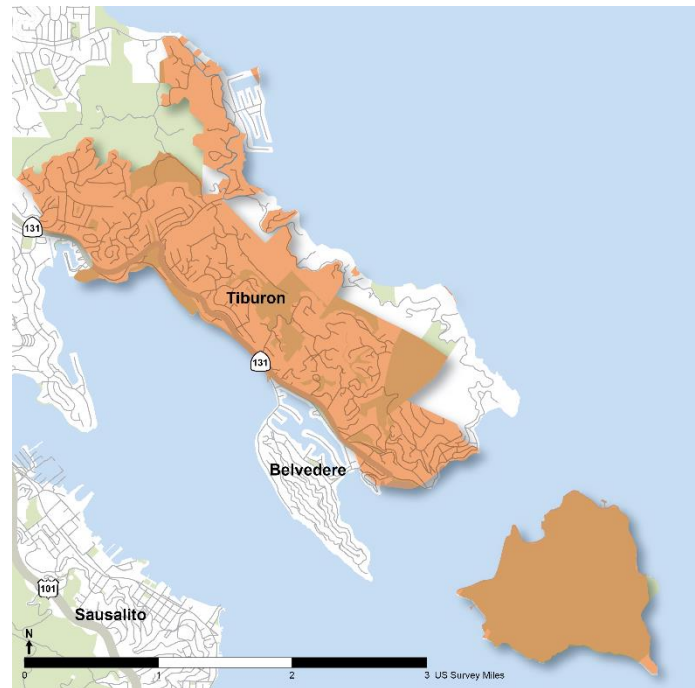 131
Tiburon
131
Belvedere
101
Sausalito
N
0 1 2 3 US Survey Miles